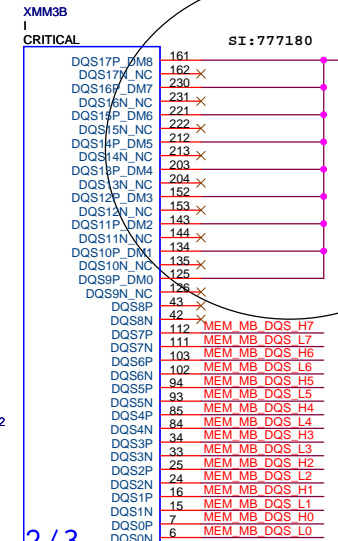 XMM3B
I
CRITICAL
SI:777180
DQS17P_DM8 161
DQS17N_NC 162
DQS16P_DM7 230
DQS16N_NC 231
DQS15P_DM6 221
DQS15N_NC 222
DQS14P_DM5 212
DQS14N_NC 213
DQS13P_DM4 203
DQS13N_NC 204
DQS12P_DM3 152
DQS12N_NC 153
DQS11P_DM2 143
DQS11N_NC 144
DQS10P_DM1 134
DQS10N_NC 135
DQS9P_DM0 125
DQS9N_NC 126
DQS8P 43
DQS8N 42
DQS7P 112 MEM_MB_DQS_H7
DQS7N 111 MEM_MB_DQS_L7
DQS6P 103 MEM_MB_DQS_H6
DQS6N 102 MEM_MB_DQS_L6
DQS5P 94 MEM_MB_DQS_H5
DQS5N 93 MEM_MB_DQS_L5
DQS4P 85 MEM_MB_DQS_H4
DQS4N 84 MEM_MB_DQS_L4
DQS3P 34 MEM_MB_DQS_H3
DQS3N 33 MEM_MB_DQS_L3
DQS2P 25 MEM_MB_DQS_H2
DQS2N 24 MEM_MB_DQS_L2
DQS1P 16 MEM_MB_DQS_H1
DQS1N 15 MEM_MB_DQS_L1
DQS0P 7 MEM_MB_DQS_H0
DQS0N 6 MEM_MB_DQS_L0
2
2/3